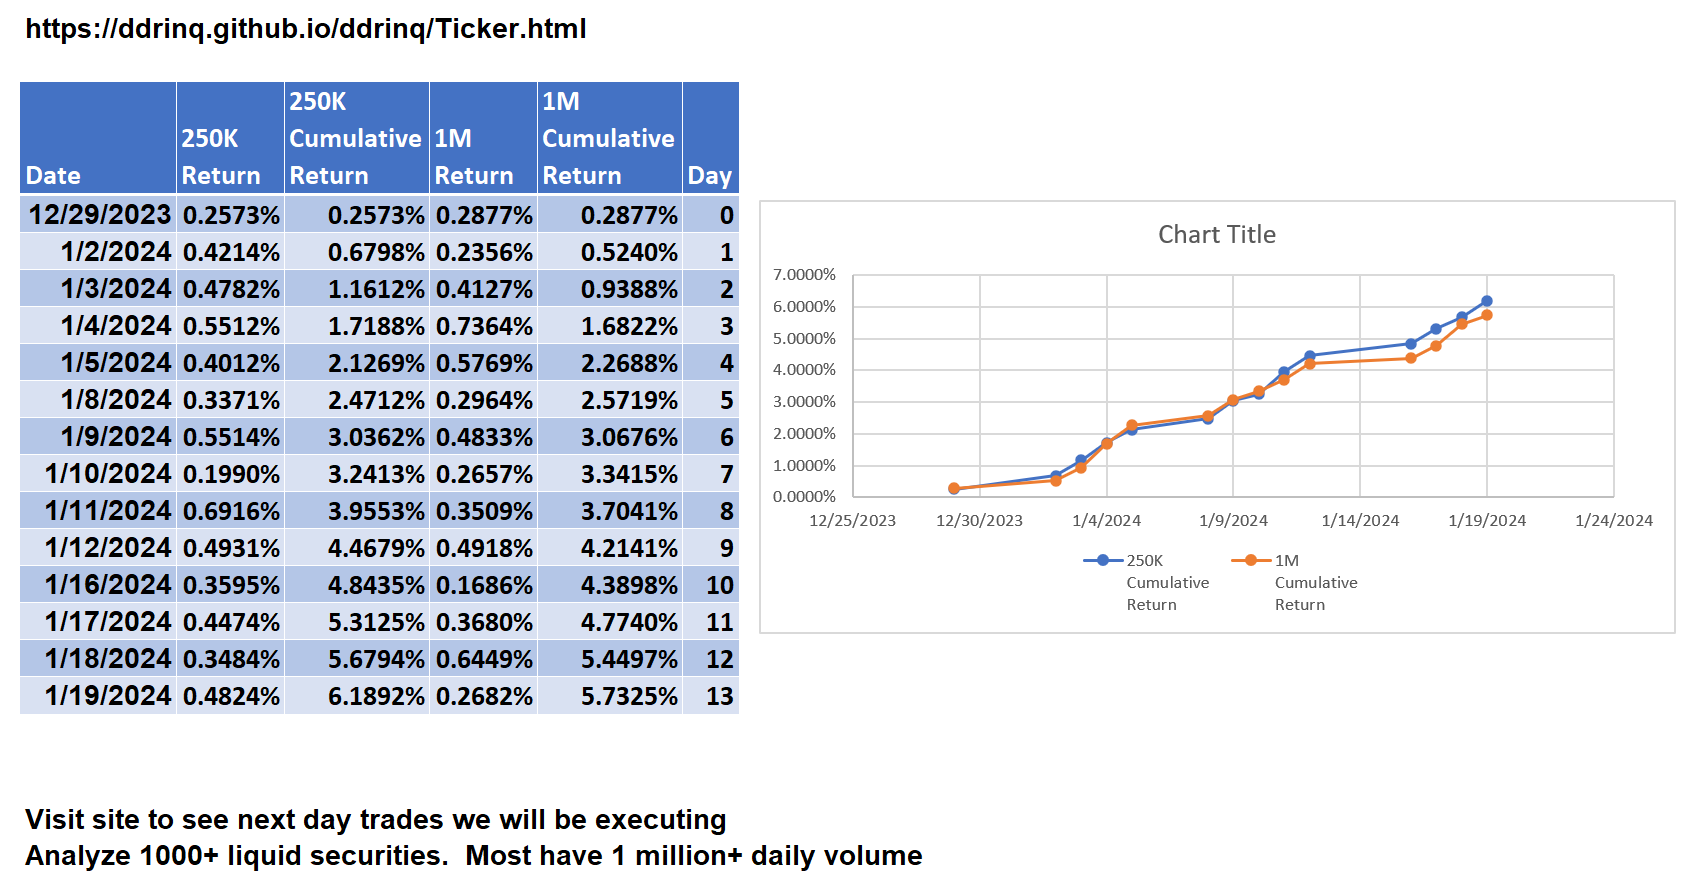 https://ddrinq.github.io/ddrinq/Ticker.html
Date 250K Return 250K Cumulative Return 1M Return 1M Cumulative Return Day
12/29/2023 0.2573% 0.2573% 0.2877% 0.2877% 0
1/2/2024 0.4214% 0.6798% 0.2356% 0.5240% 1
1/3/2024 0.4782% 1.1612% 0.4127% 0.9388% 2
1/4/2024 0.5512% 1.7188% 0.7364% 1.6822% 3
1/5/2024 0.4012% 2.1269% 0.5769% 2.2688% 4
1/8/2024 0.3371% 2.4712% 0.2964% 2.5719% 5
1/9/2024 0.5514% 3.0362% 0.4833% 3.0676% 6
1/10/2024 0.1990% 3.2413% 0.2657% 3.3415% 7
1/11/2024 0.6916% 3.9553% 0.3509% 3.7041% 8
1/12/2024 0.4931% 4.4679% 0.4918% 4.2141% 9
1/16/2024 0.3595% 4.8435% 0.1686% 4.3898% 10
1/17/2024 0.4474% 5.3125% 0.3680% 4.7740% 11
1/18/2024 0.3484% 5.6794% 0.6449% 5.4497% 12
1/19/2024 0.4824% 6.1892% 0.2682% 5.7325% 13
Chart Title
7.0000%
6.0000%
5.0000%
4.0000%
3.0000%
2.0000%
1.0000%
0.0000%
12/25/2023 12/30/2023 1/4/2024 1/9/2024 1/14/2024 1/19/2024 1/24/2024
250K Cumulative Return
1M Cumulative Return
Visit site to see next day trades we will be executing
Analyze 1000+ liquid securities.  Most have 1 million+ daily volume